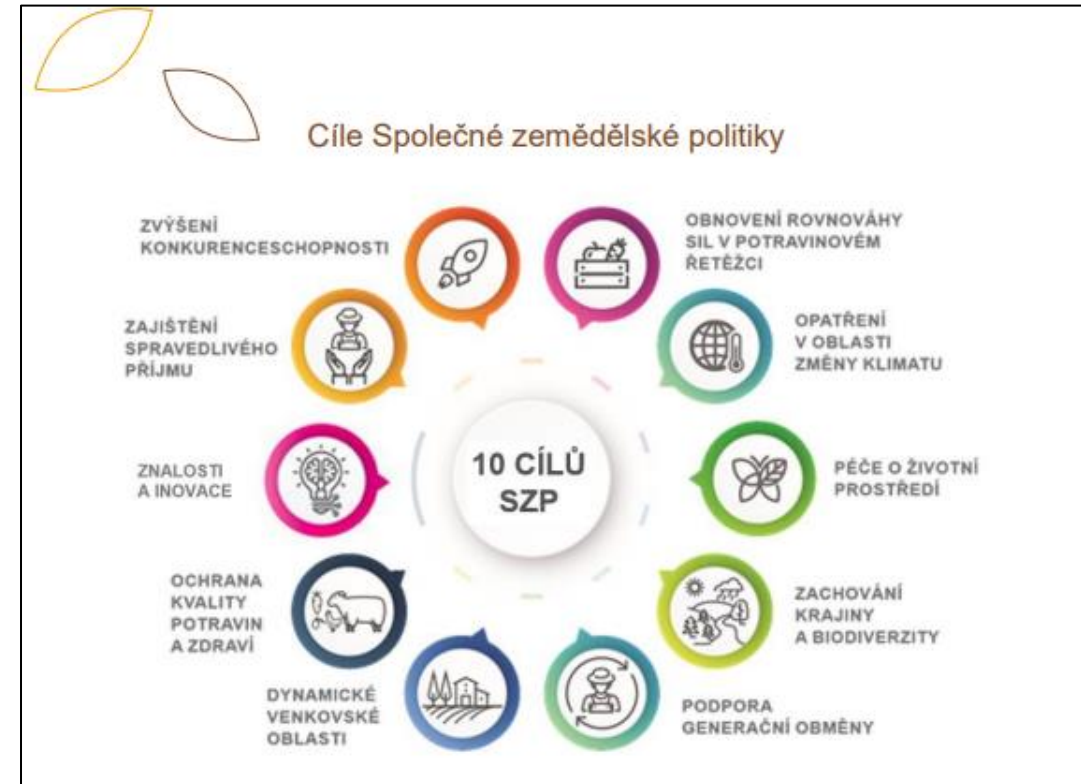 Cíle Společné zemědělské politiky
ZVÝŠENÍ
KONKURENCESCHOPNOSTI
OBNOVENÍ ROVNOVÁHY
SIL V POTRAVINOVÉM
ŘETĚZCI
ZAJIŠTĚNÍ
SPRAVEDLIVÉHO
PŘÍJMU
OPATŘENÍ
V OBLASTI
ZMĚNY KLIMATU
ZNALOSTI
A INOVACE
10 CÍLŮ
SZP
PÉČE O ŽIVOTNÍ
PROSTŘEDÍ
OCHRANA
KVALITY
POTRAVIN
A ZDRAVÍ
ZACHOVÁNÍ
KRAJINY
A BIODIVERZITY
DYNAMICKÉ
VENKOVSKÉ
OBLASTI
PODPORA
GENERAČNÍ OBMĚNY